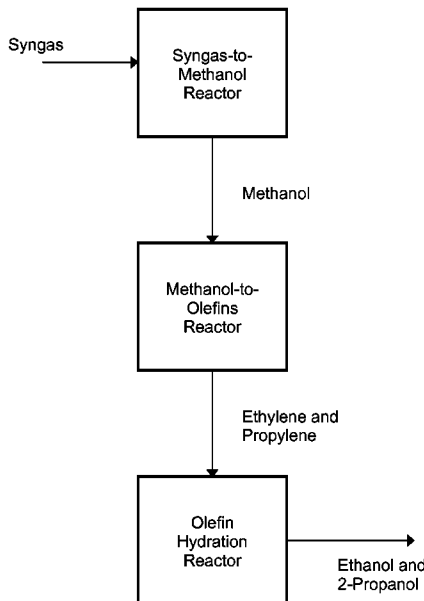 Syngas
Syngas-to-
Methanol
Reactor
Methanol
Methanol-to-
Olefins
Reactor
Ethylene and
Propylene
Olefin
Hydration
Reactor
Ethanol and
2-Propanol